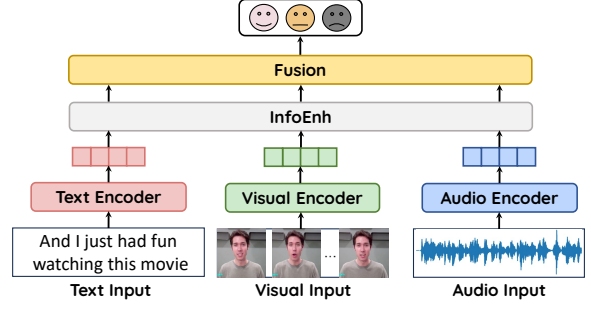 Fusion
InfoEnh
Text Encoder
Visual Encoder
Audio Encoder
And I just had fun
watching this movie
...
Text Input
Visual Input
Audio Input